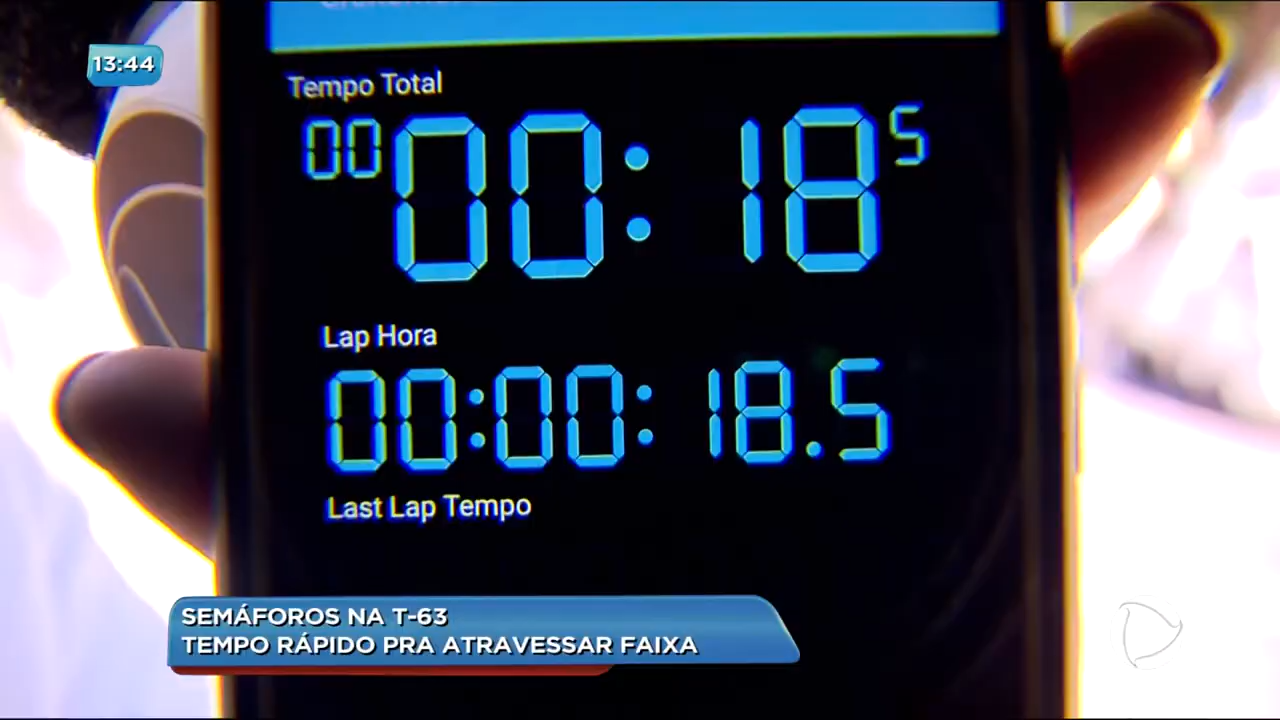 13:44
Tempo Total
00 00:18 5
Lap Hora
00:00:18.5
Last Lap Tempo
SEMÁFOROS NA T-63
TEMPO RÁPIDO PRA ATRAVESSAR FAIXA